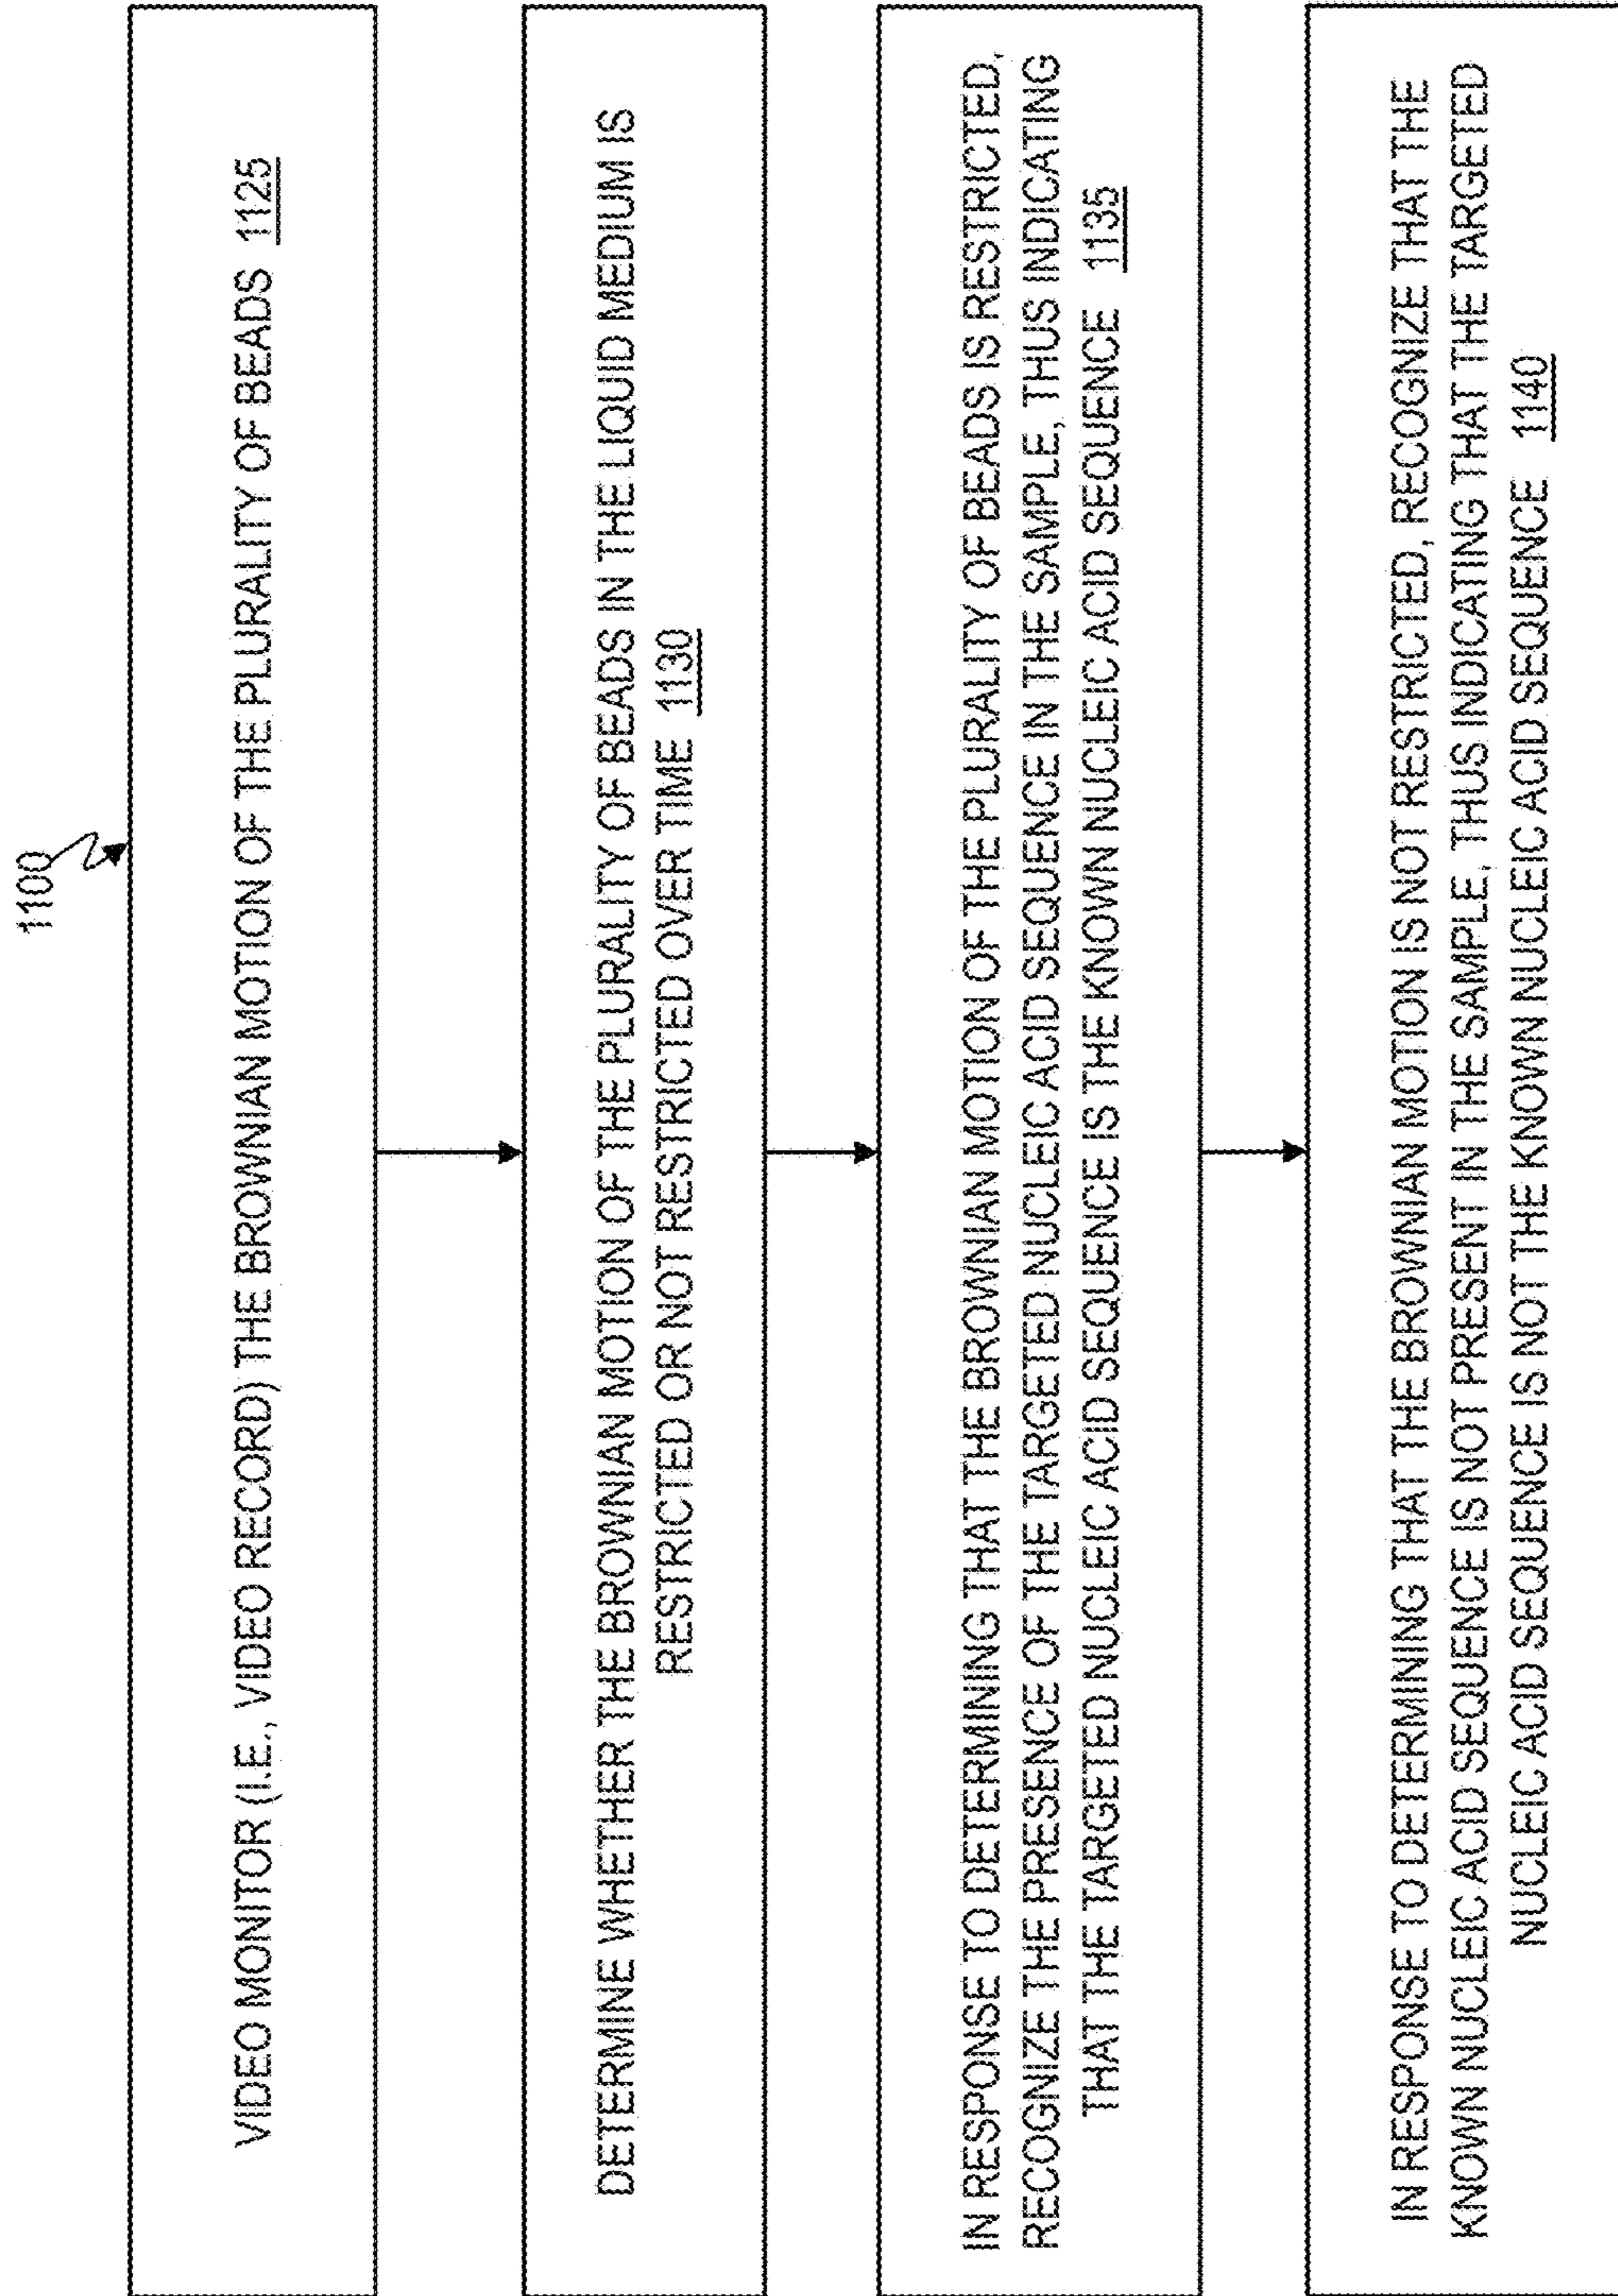 1100
VIDEO MONITOR (I.E., VIDEO RECORD) THE BROWNIAN MOTION OF THE PLURALITY OF BEADS 1125
DETERMINE WHETHER THE BROWNIAN MOTION OF THE PLURALITY OF BEADS IN THE LIQUID MEDIUM IS
RESTRICTED OR NOT RESTRICTED OVER TIME 1130
IN RESPONSE TO DETERMINING THAT THE BROWNIAN MOTION OF THE PLURALITY OF BEADS IS RESTRICTED,
RECOGNIZE THE PRESENCE OF THE TARGETED NUCLEIC ACID SEQUENCE IN THE SAMPLE, THUS INDICATING
THAT THE TARGETED NUCLEIC ACID SEQUENCE IS THE KNOWN NUCLEIC ACID SEQUENCE 1135
IN RESPONSE TO DETERMINING THAT THE BROWNIAN MOTION IS NOT RESTRICTED, RECOGNIZE THAT THE
KNOWN NUCLEIC ACID SEQUENCE IS NOT PRESENT IN THE SAMPLE, THUS INDICATING THAT THE TARGETED
NUCLEIC ACID SEQUENCE IS NOT THE KNOWN NUCLEIC ACID SEQUENCE 1140